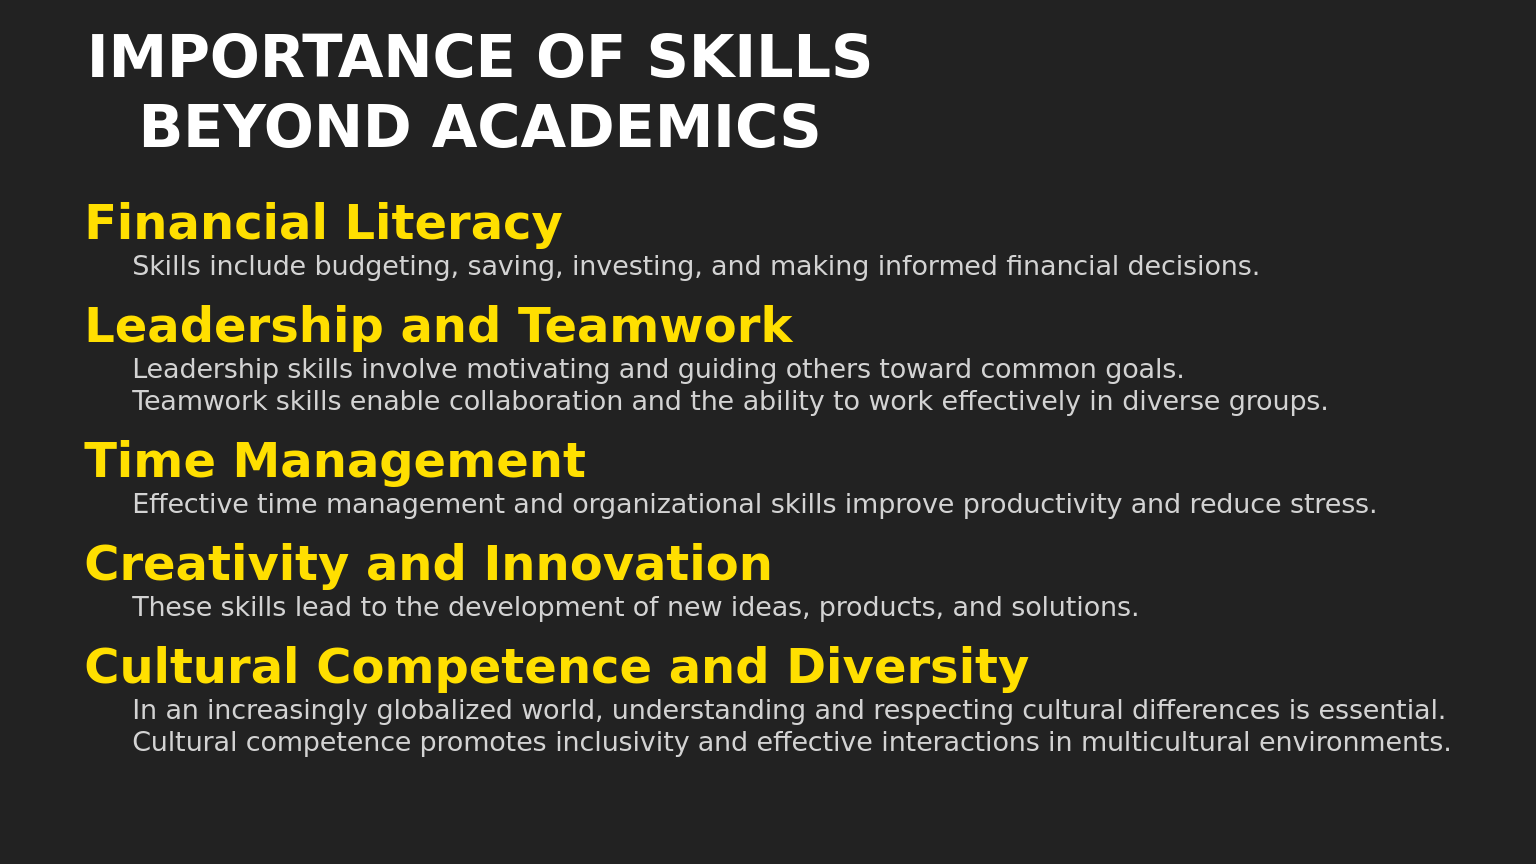 IMPORTANCE OF SKILLS
BEYOND ACADEMICS
Financial Literacy
Skills include budgeting, saving, investing, and making informed financial decisions.
Leadership and Teamwork
Leadership skills involve motivating and guiding others toward common goals.
Teamwork skills enable collaboration and the ability to work effectively in diverse groups.
Time Management
Effective time management and organizational skills improve productivity and reduce stress.
Creativity and Innovation
These skills lead to the development of new ideas, products, and solutions.
Cultural Competence and Diversity
In an increasingly globalized world, understanding and respecting cultural differences is essential.
Cultural competence promotes inclusivity and effective interactions in multicultural environments.